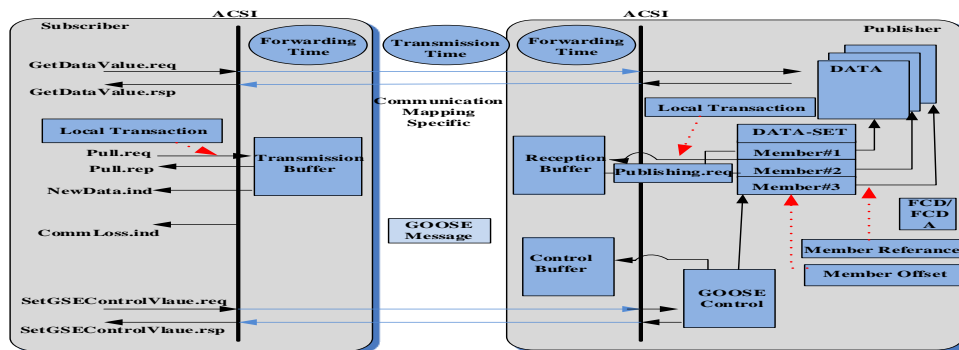 ACSI
ACSI
Subscriber
Publisher
Forwarding
Time
Transmission
Time
Forwarding
Time
GetDataValue.req
DATA
GetDataValue.rsp
Communication
Mapping
Specific
Local Transaction
Local Transaction
DATA-SET
Pull.req
Pull.rep
Transmission
Buffer
Reception
Buffer
Publishing.req
Member#1
Member#2
Member#3
NewData.ind
FCD/
FCD
A
CommLoss.ind
GOOSE
Message
Member Referance
Control
Buffer
Member Offset
GOOSE
Control
SetGSEControlVlaue.req
SetGSEControlVlaue.rsp